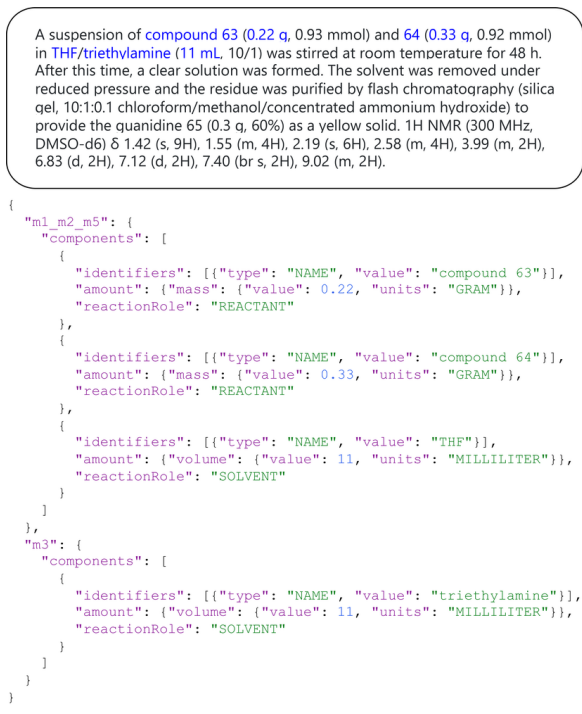 A suspension of compound 63 (0.22 g, 0.93 mmol) and 64 (0.33 g, 0.92 mmol)
in THF/triethylamine (11 mL, 10/1) was stirred at room temperature for 48 h.
After this time, a clear solution was formed. The solvent was removed under
reduced pressure and the residue was purified by flash chromatography (silica
gel, 10:1:0.1 chloroform/methanol/concentrated ammonium hydroxide) to
provide the guanidine 65 (0.3 g, 60%) as a yellow solid. 1H NMR (300 MHz,
DMSO-d6) δ 1.42 (s, 9H), 1.55 (m, 4H), 2.19 (s, 6H), 2.58 (m, 4H), 3.99 (m, 2H),
6.83 (d, 2H), 7.12 (d, 2H), 7.40 (br s, 2H), 9.02 (m, 2H).
{
  "m1_m2_m5": {
    "components": [
      {
        "identifiers": [{"type": "NAME", "value": "compound 63"}],
        "amount": {"mass": {"value": 0.22, "units": "GRAM"}},
        "reactionRole": "REACTANT"
      },
      {
        "identifiers": [{"type": "NAME", "value": "compound 64"}],
        "amount": {"mass": {"value": 0.33, "units": "GRAM"}},
        "reactionRole": "REACTANT"
      },
      {
        "identifiers": [{"type": "NAME", "value": "THF"}],
        "amount": {"volume": {"value": 11, "units": "MILLILITER"}},
        "reactionRole": "SOLVENT"
      }
    ]
  },
  "m3": {
    "components": [
      {
        "identifiers": [{"type": "NAME", "value": "triethylamine"}],
        "amount": {"volume": {"value": 11, "units": "MILLILITER"}},
        "reactionRole": "SOLVENT"
      }
    ]
  }
}